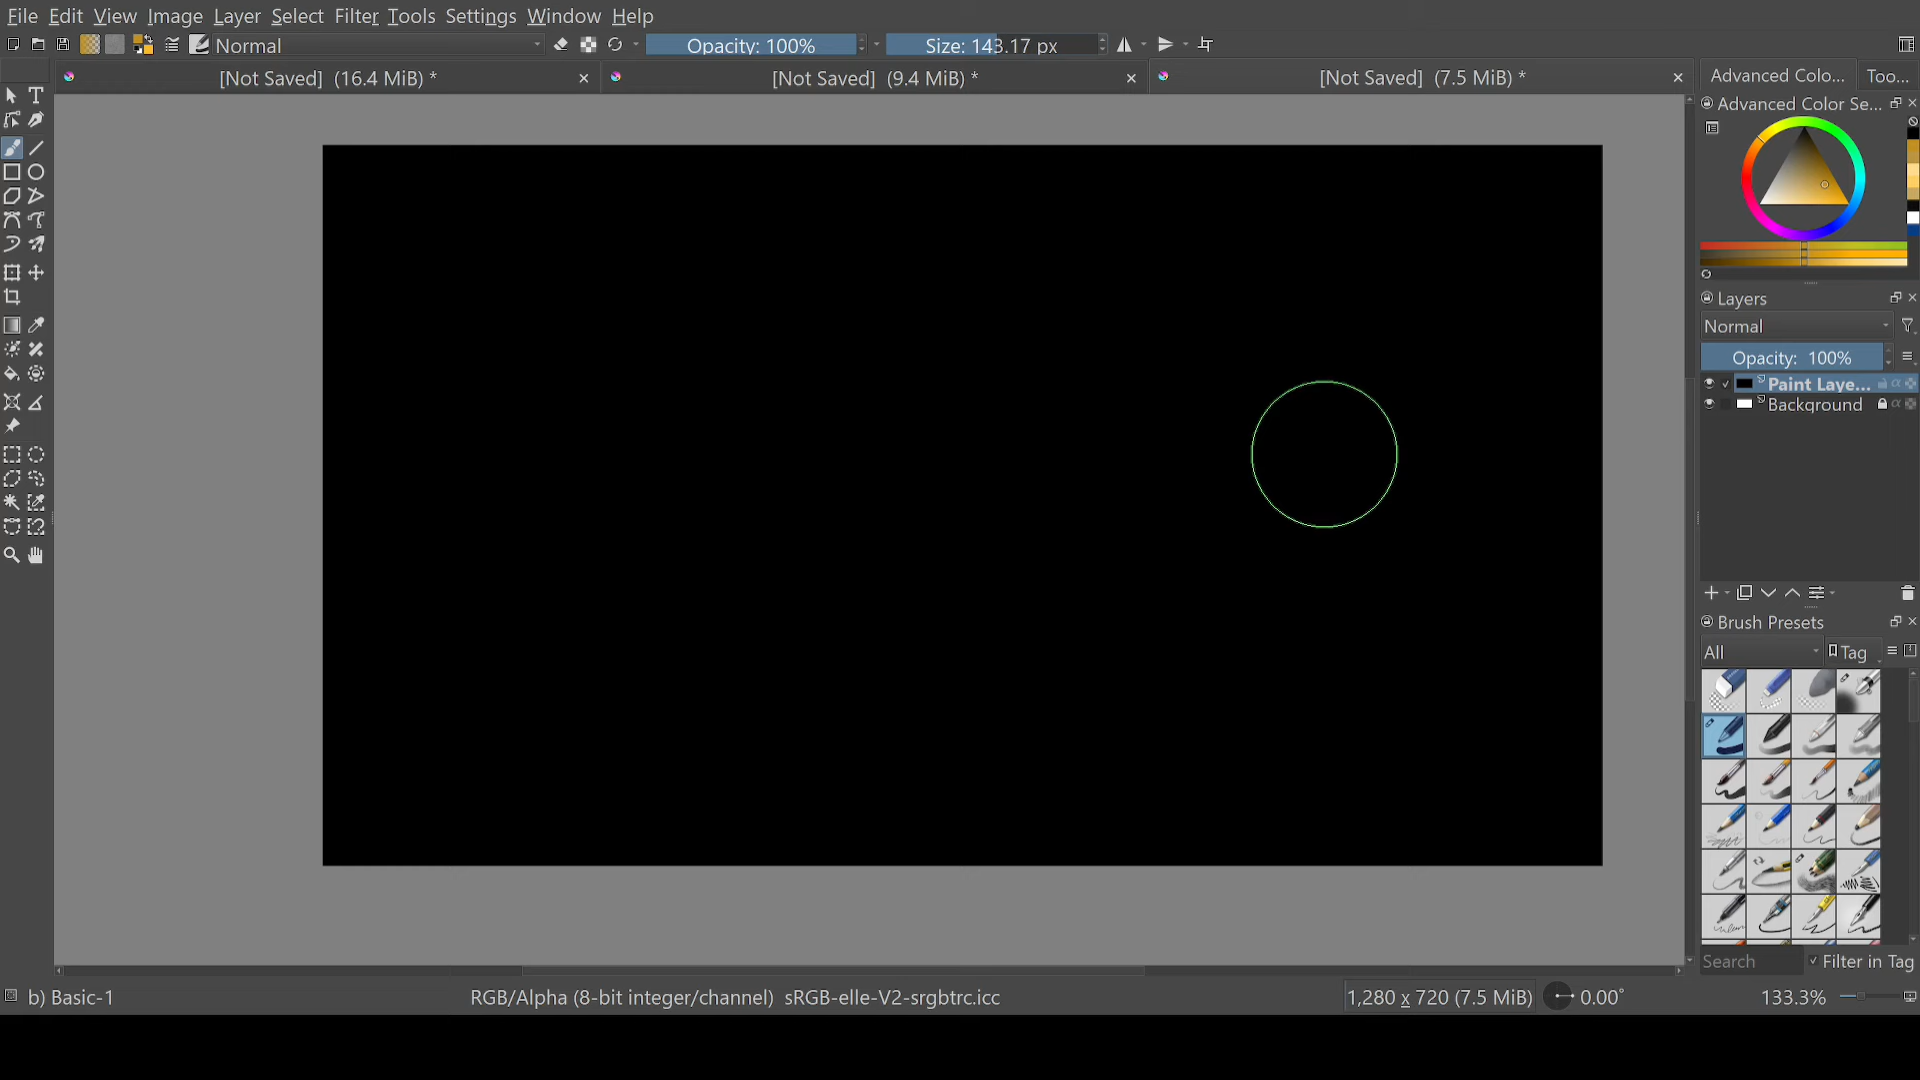 File Edit View Image Layer Select Filter Tools Settings Window Help
Normal Opacity: 100% Size: 143.17 px
[Not Saved] (16.4 MiB) * [Not Saved] (9.4 MiB) * [Not Saved] (7.5 MiB) *
Advanced Colo... Too...
Advanced Color Se...
Layers
Normal
Opacity: 100%
Paint Laye...
Background
Brush Presets
All Tag
Search Filter in Tag
b) Basic-1 RGB/Alpha (8-bit integer/channel) sRGB-elle-V2-srgbtrc.icc 1,280 x 720 (7.5 MiB) 0.00° 133.3%